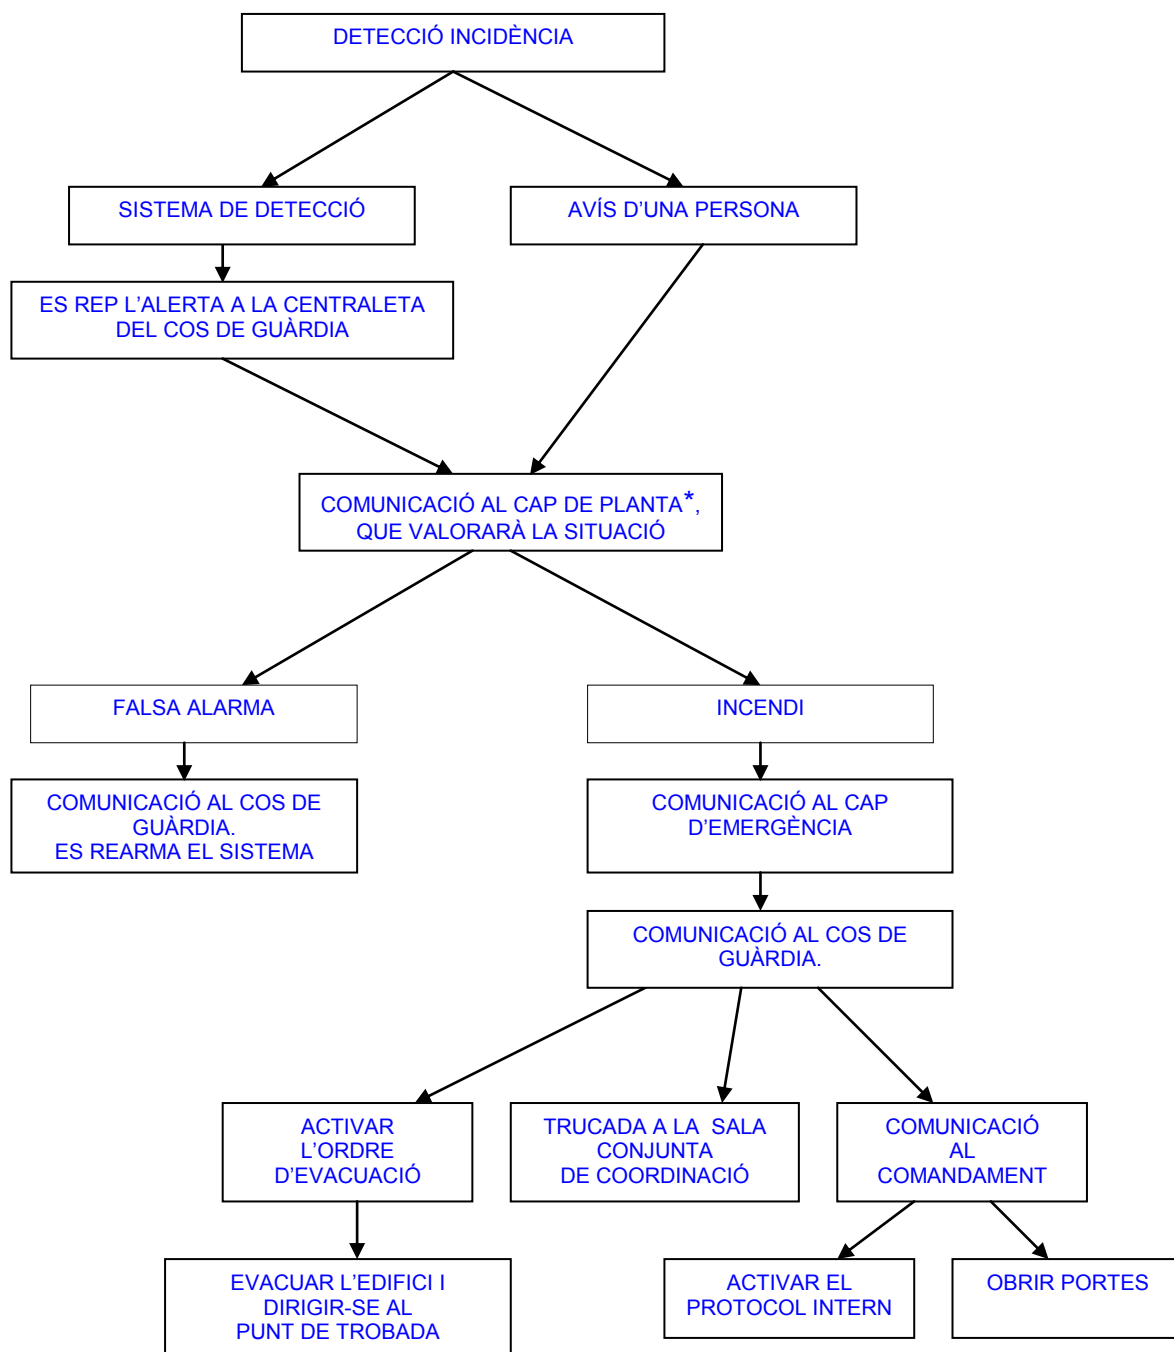 DETECCIÓ INCIDÈNCIA
SISTEMA DE DETECCIÓ
AVÍS D’UNA PERSONA
ES REP L’ALERTA A LA CENTRALETA
DEL COS DE GUÀRDIA
COMUNICACIÓ AL CAP DE PLANTA*,
QUE VALORARÀ LA SITUACIÓ
FALSA ALARMA
INCENDI
COMUNICACIÓ AL COS DE
GUÀRDIA.
ES REARMA EL SISTEMA
COMUNICACIÓ AL CAP
D’EMERGÈNCIA
COMUNICACIÓ AL COS DE
GUÀRDIA.
ACTIVAR
L’ORDRE
D’EVACUACIÓ
TRUCADA A LA SALA
CONJUNTA
DE COORDINACIÓ
COMUNICACIÓ
AL
COMANDAMENT
EVACUAR L’EDIFICI I
DIRIGIR-SE AL
PUNT DE TROBADA
ACTIVAR EL
PROTOCOL INTERN
OBRIR PORTES